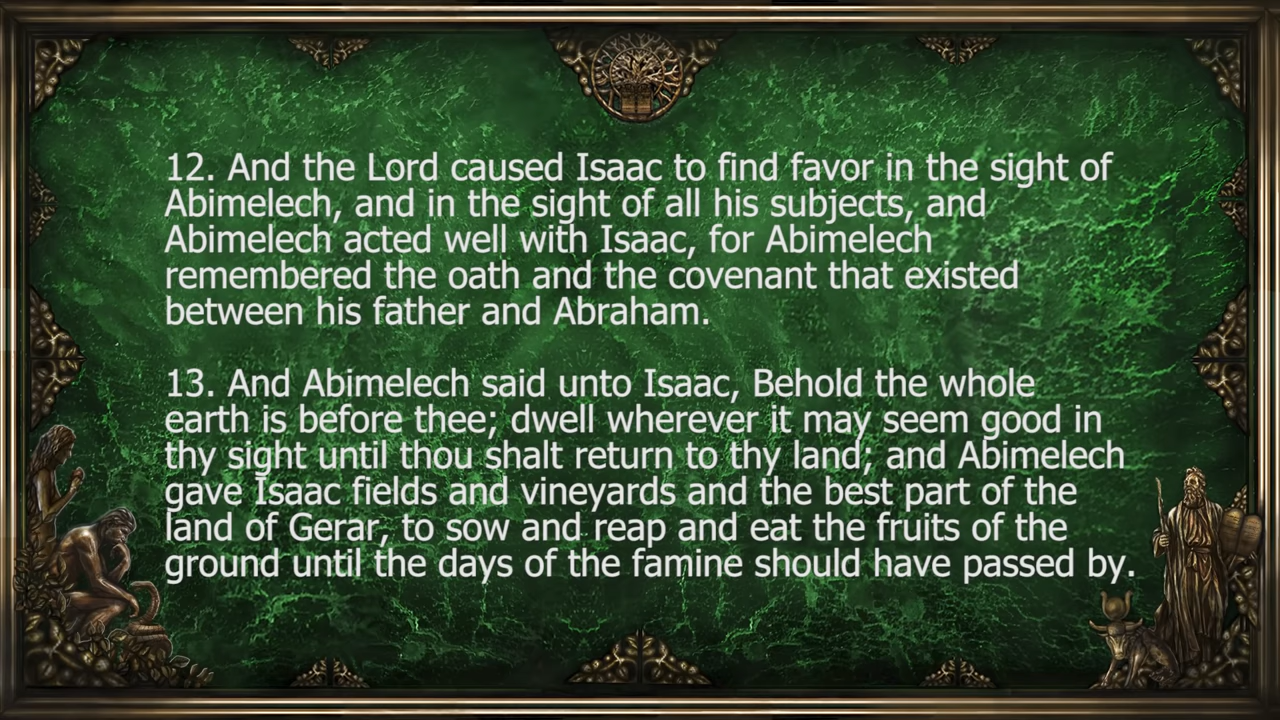 12. And the Lord caused Isaac to find favor in the sight of
Abimelech, and in the sight of all his subjects, and
Abimelech acted well with Isaac, for Abimelech
remembered the oath and the covenant that existed
between his father and Abraham.
13. And Abimelech said unto Isaac, Behold the whole
earth is before thee; dwell wherever it may seem good in
thy sight until thou shalt return to thy land; and Abimelech
gave Isaac fields and vineyards and the best part of the
land of Gerar, to sow and reap and eat the fruits of the
ground until the days of the famine should have passed by.